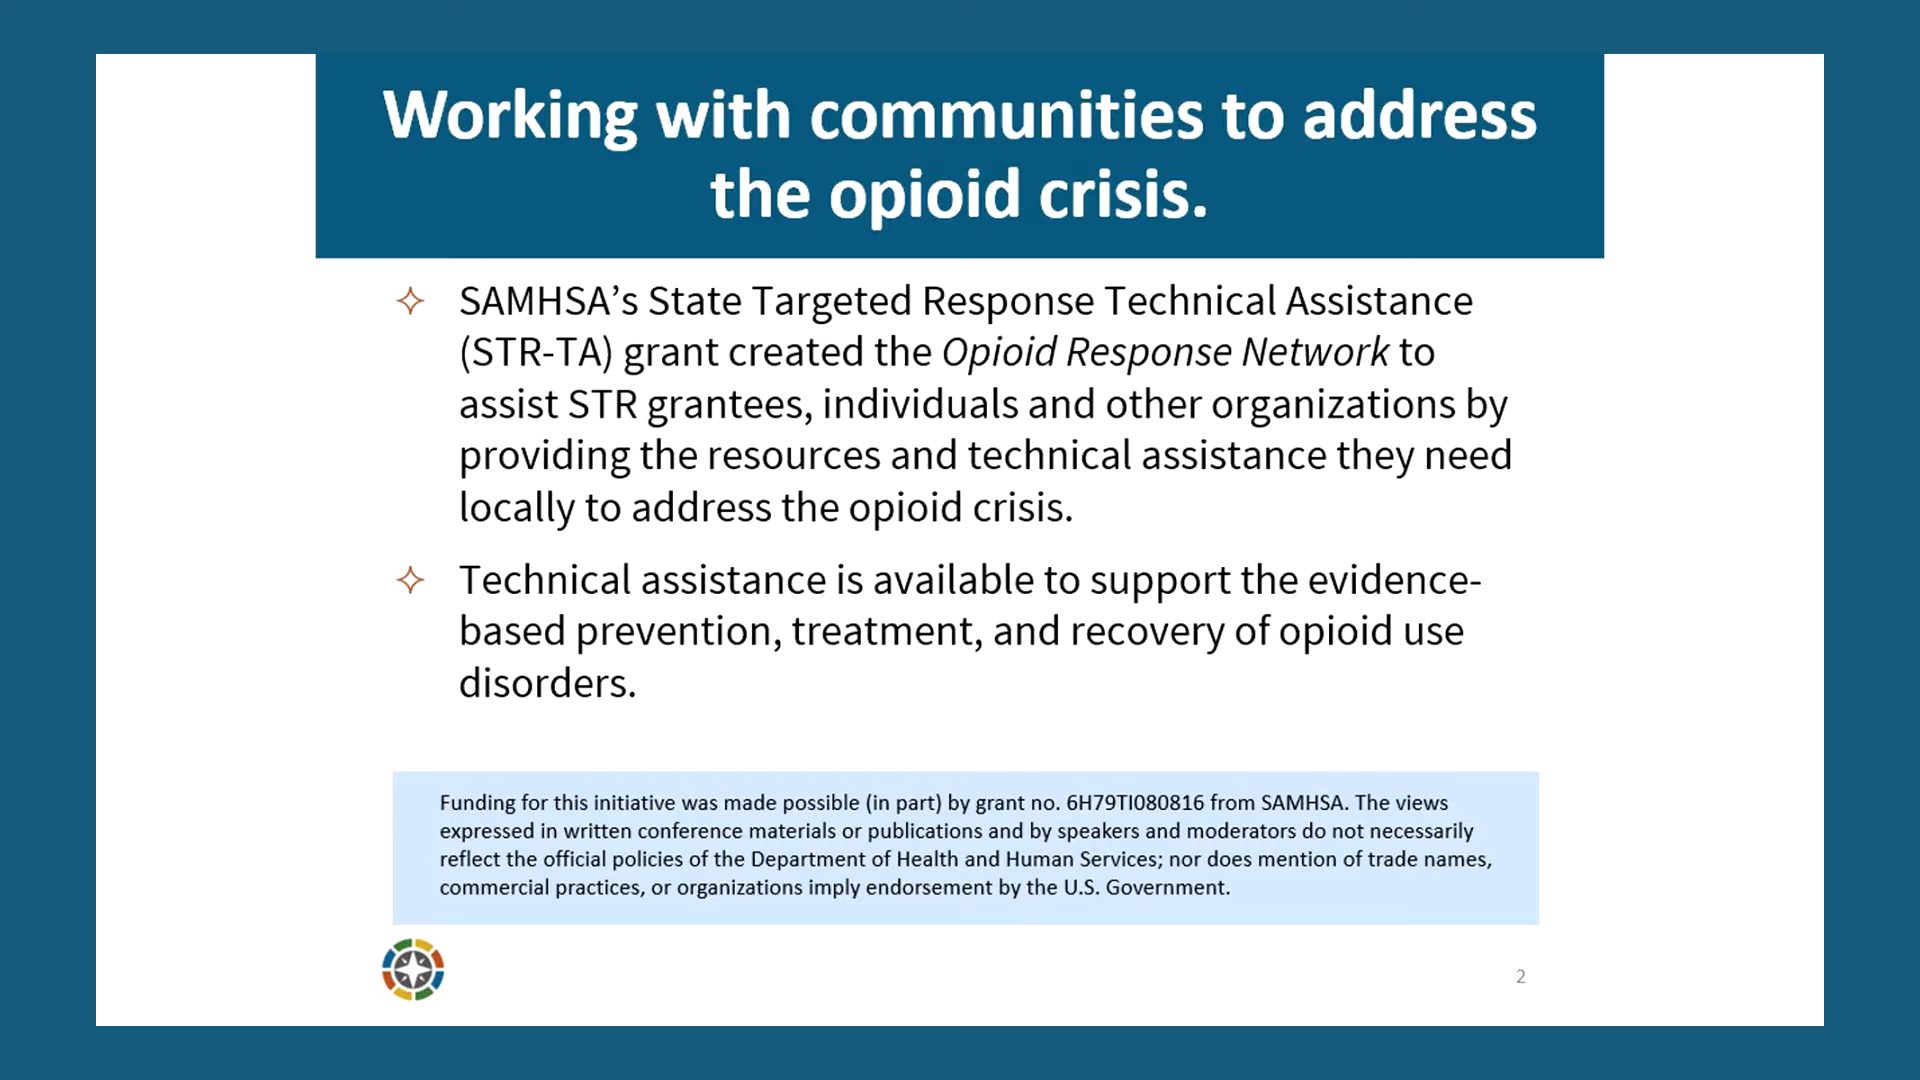 Working with communities to address
the opioid crisis.
SAMHSA’s State Targeted Response Technical Assistance
(STR-TA) grant created the Opioid Response Network to
assist STR grantees, individuals and other organizations by
providing the resources and technical assistance they need
locally to address the opioid crisis.
Technical assistance is available to support the evidence-
based prevention, treatment, and recovery of opioid use
disorders.
Funding for this initiative was made possible (in part) by grant no. 6H79TI080816 from SAMHSA. The views
expressed in written conference materials or publications and by speakers and moderators do not necessarily
reflect the official policies of the Department of Health and Human Services; nor does mention of trade names,
commercial practices, or organizations imply endorsement by the U.S. Government.
2